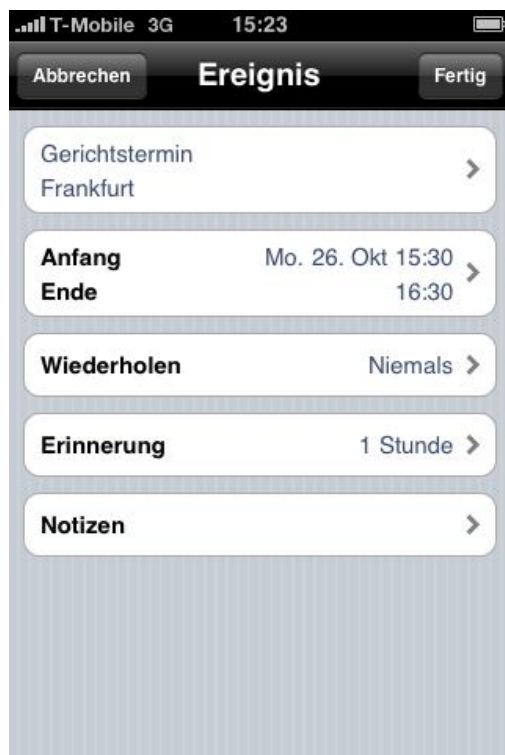 T-Mobile 3G 15:23
Abbrechen Ereignis Fertig
Gerichtstermin
Frankfurt
Anfang Mo. 26. Okt 15:30
Ende 16:30
Wiederholen Niemals
Erinnerung 1 Stunde
Notizen